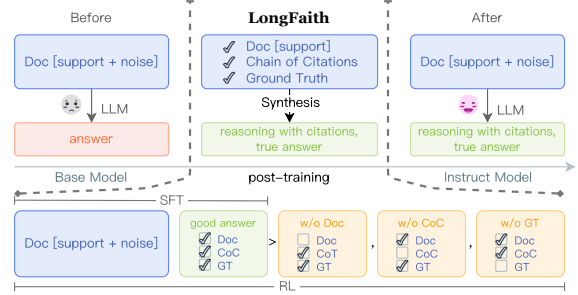 Before
LongFaith
After
Doc [support + noise]
Doc [support]
Chain of Citations
Ground Truth
Doc [support + noise]
LLM
Synthesis
LLM
answer
reasoning with citations,
true answer
reasoning with citations,
true answer
Base Model
post-training
Instruct Model
SFT
Doc [support + noise]
good answer
Doc
CoC
GT
>
w/o Doc
Doc
CoT
GT
,
w/o CoC
Doc
CoC
GT
,
w/o GT
Doc
CoC
GT
RL